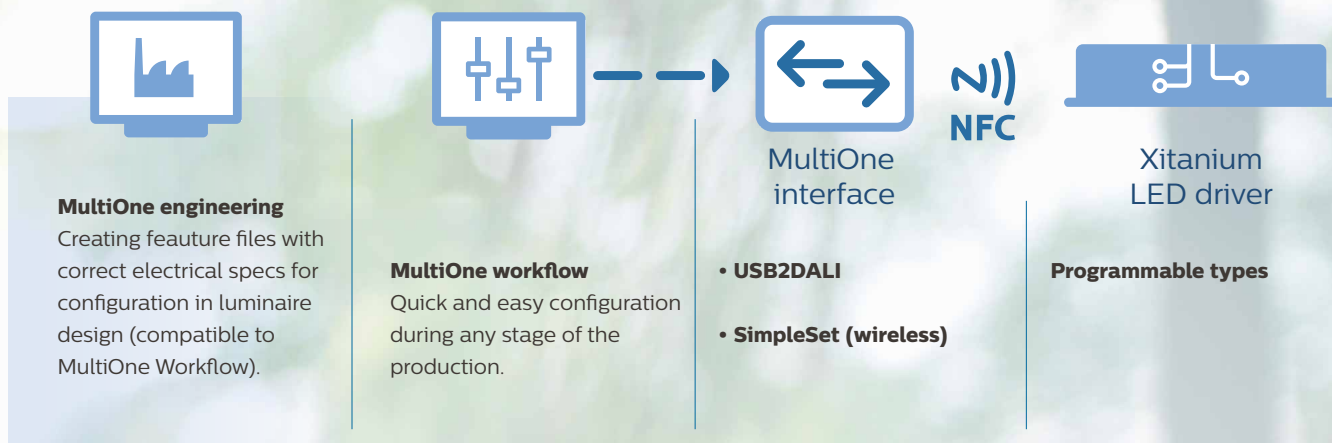 MultiOne engineering
Creating feauture files with
correct electrical specs for
configuration in luminaire
design (compatible to
MultiOne Workflow).
MultiOne workflow
Quick and easy configuration
during any stage of the
production.
MultiOne
interface
• USB2DALI
• SimpleSet (wireless)
NFC
Xitanium
LED driver
Programmable types